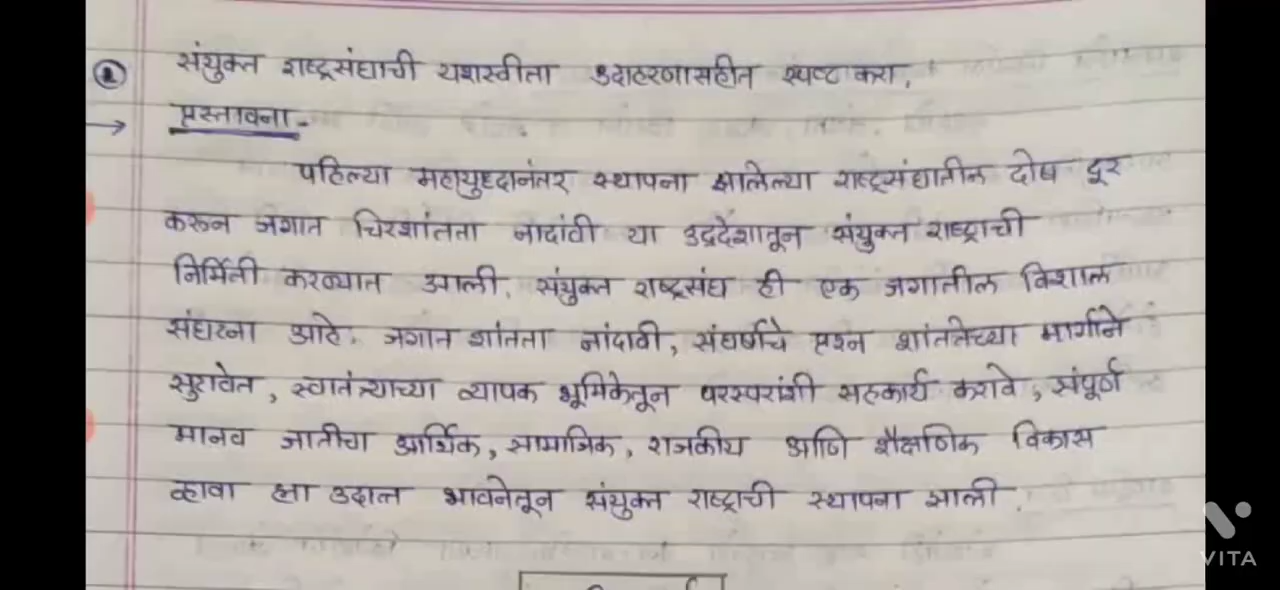 ② संयुक्त राष्ट्रसंघाची यशस्वीता उदाहरणासहीत स्पष्ट करा.
→ प्रस्तावना -
पहिल्या महायुध्दानंतर स्थापना झालेल्या राष्ट्रसंघातील दोष दूर
करून जगात चिरशांतता नांदावी या उद्देशातून संयुक्त राष्ट्राची
निर्मिती करण्यात आली. संयुक्त राष्ट्रसंघ ही एक जगातील विशाल
संघटना आहे. जगात शांतता नांदावी, संघर्षाचे प्रश्न शांततेच्या मार्गाने
सुटावेत, स्वातंत्र्याच्या व्यापक भूमिकेतून परस्परांशी सहकार्य करावे, संपूर्ण
मानव जातीचा आर्थिक, सामाजिक, राजकीय आणि शैक्षणिक विकास
व्हावा ह्या उदात्त भावनेतून संयुक्त राष्ट्राची स्थापना झाली.
VITA